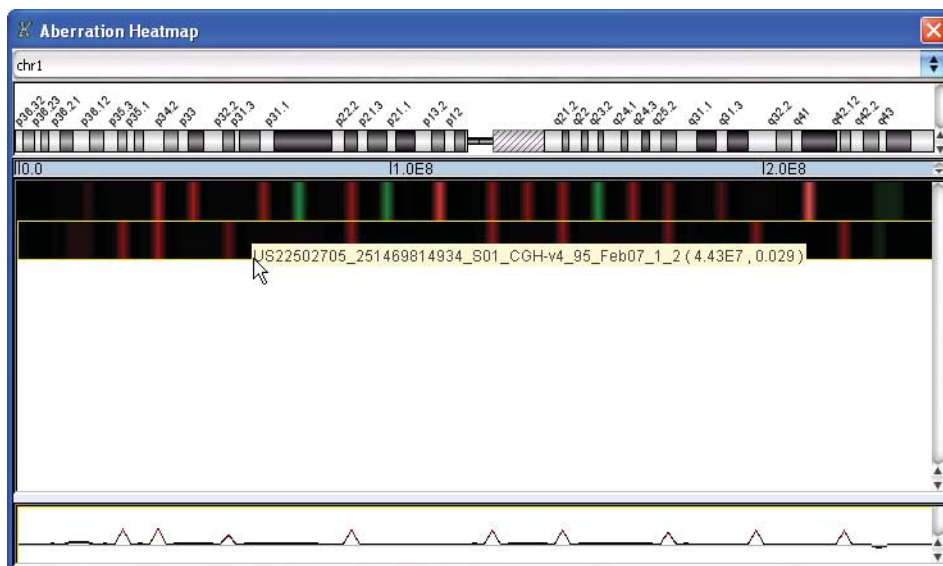 Aberration Heatmap
chr1
p36.32 p36.23 p36.21 p36.12 p35.3 p35.1 p34.2 p33 p32.2 p31.3 p31.1 p22.2 p21.3 p21.1 p13.2 p12 q21.2 q22 q23.2 q24.1 q24.3 q25.2 q31.1 q31.3 q32.2 q41 q42.12 q42.2 q43
0.0 1.0E8 2.0E8
US22502705_251469814934_S01_CGH-v4_95_Feb07_1_2 ( 4.43E7 , 0.029 )